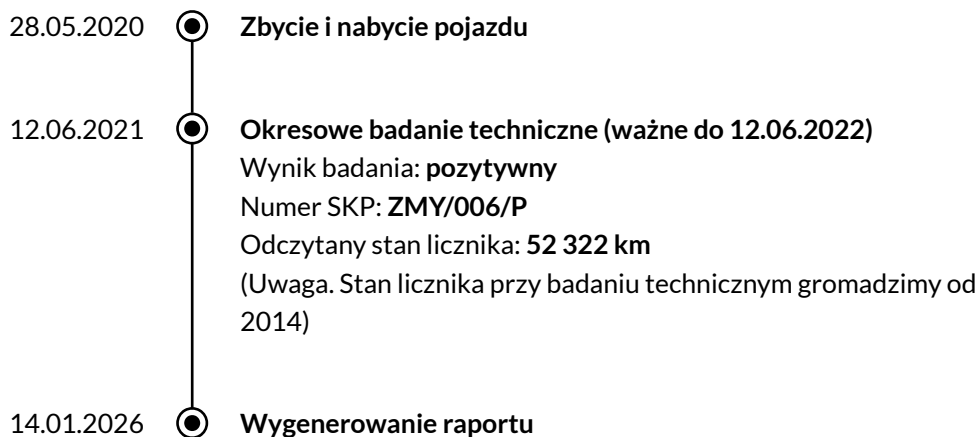 28.05.2020 Zbycie i nabycie pojazdu
12.06.2021 Okresowe badanie techniczne (ważne do 12.06.2022)
Wynik badania: pozytywny
Numer SKP: ZMY/006/P
Odczytany stan licznika: 52 322 km
(Uwaga. Stan licznika przy badaniu technicznym gromadzimy od
2014)
14.01.2026 Wygenerowanie raportu